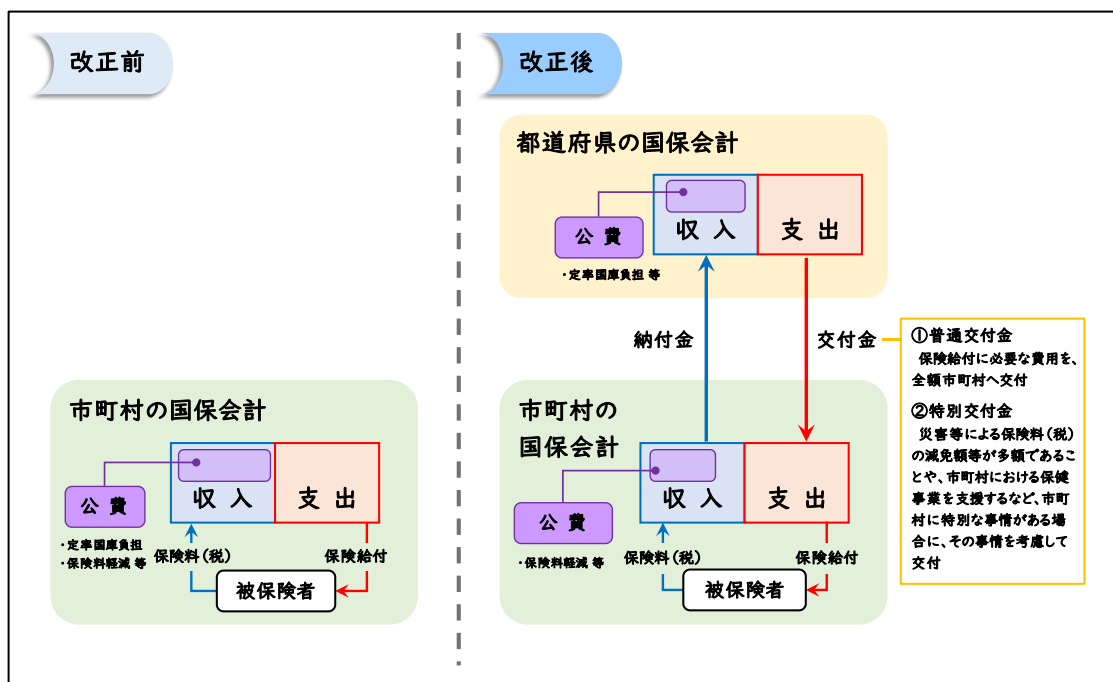 改正前
市町村の国保会計
公 費
収 入
支 出
・定率国庫負担
・保険料軽減 等
保険料(税)
保険給付
被保険者
改正後
都道府県の国保会計
公 費
収 入
支 出
・定率国庫負担 等
納付金
交付金
①普通交付金
保険給付に必要な費用を、
全額市町村へ交付
②特別交付金
災害等による保険料(税)
の減免額等が多額であるこ
とや、市町村における保健
事業を支援するなど、市町
村に特別な事情がある場
合に、その事情を考慮して
交付
市町村の
国保会計
公 費
収 入
支 出
・保険料軽減 等
保険料(税)
保険給付
被保険者